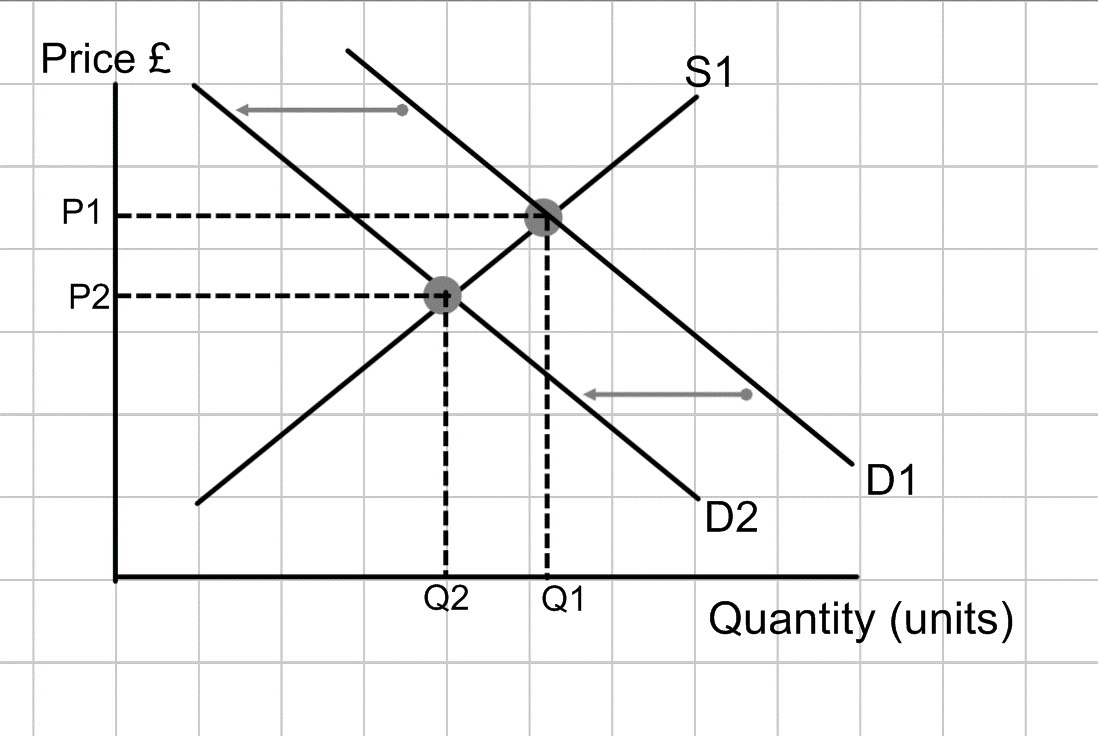 Price £
S1
P1
P2
D1
D2
Q2
Q1
Quantity (units)